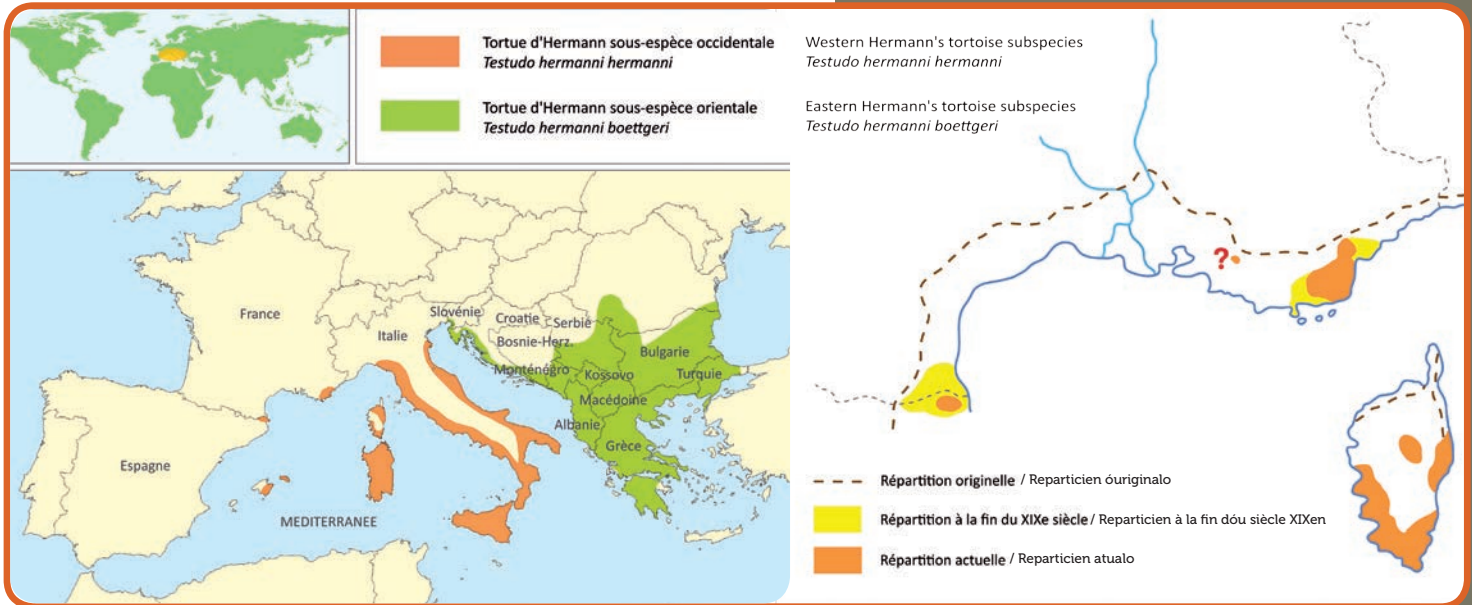 Tortue d'Hermann sous-espèce occidentale
Testudo hermanni hermanni
Tortue d'Hermann sous-espèce orientale
Testudo hermanni boettgeri
Western Hermann's tortoise subspecies
Testudo hermanni hermanni
Eastern Hermann's tortoise subspecies
Testudo hermanni boettgeri
France
Slovénie
Croatie
Serbie
Italie
Bosnie-Herz.
Bulgarie
Monténégro
Kossovo
Turquie
Macédoine
Albanie
Grèce
Espagne
MEDITERRANEE
?
Répartition originelle / Reparticien óuriginalo
Répartition à la fin du XIXe siècle / Reparticien à la fin dóu siècle XIXen
Répartition actuelle / Reparticien atualo